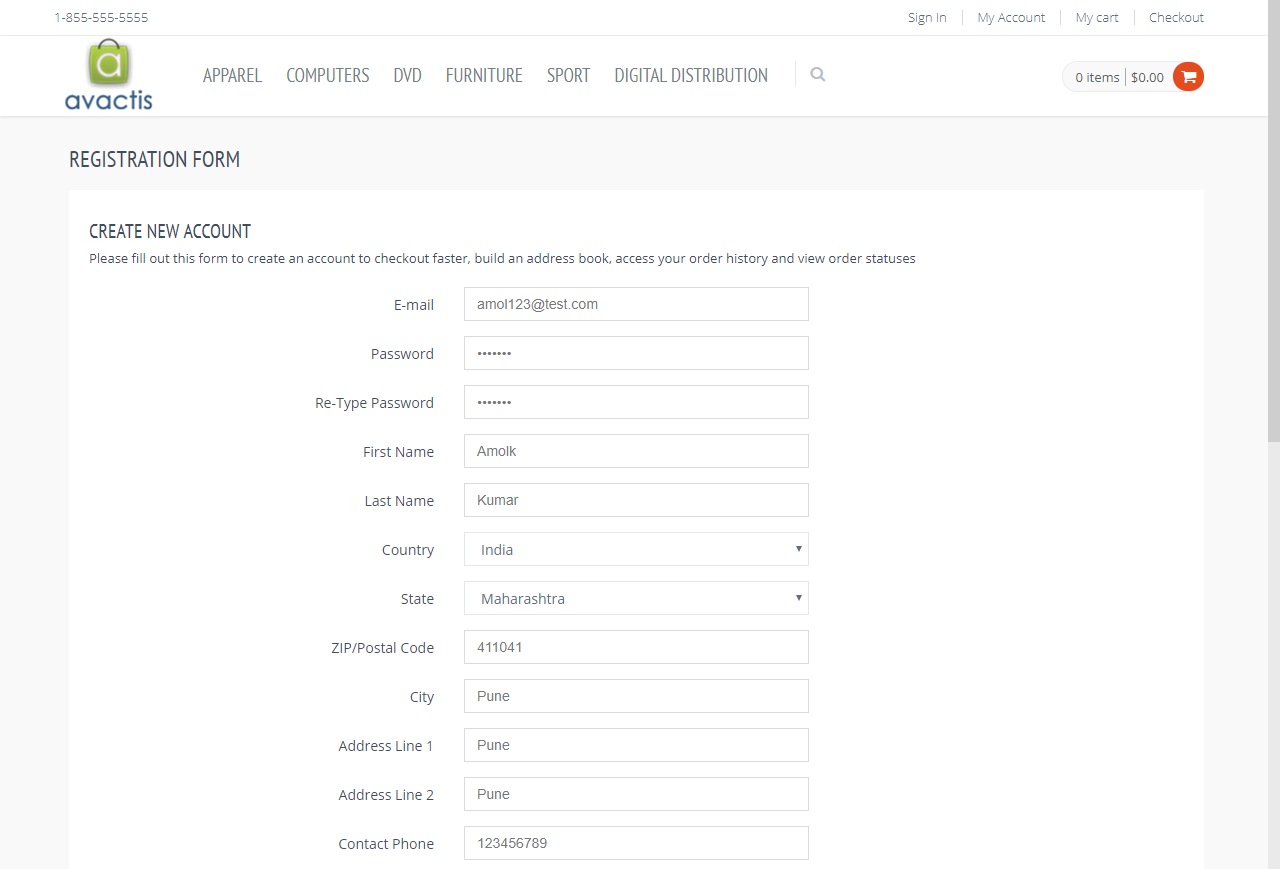 1-855-555-5555 Sign In My Account My cart Checkout
a
avactis
APPAREL COMPUTERS DVD FURNITURE SPORT DIGITAL DISTRIBUTION 0 items $0.00
REGISTRATION FORM
CREATE NEW ACCOUNT
Please fill out this form to create an account to checkout faster, build an address book, access your order history and view order statuses
E-mail amol123@test.com
Password •••••••
Re-Type Password •••••••
First Name Amolk
Last Name Kumar
Country India
State Maharashtra
ZIP/Postal Code 411041
City Pune
Address Line 1 Pune
Address Line 2 Pune
Contact Phone 123456789